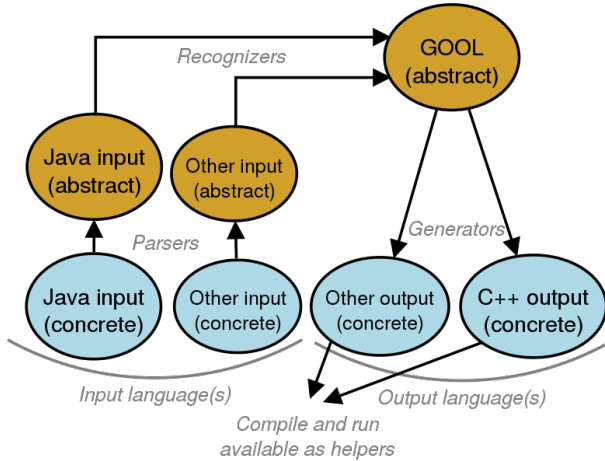 GOOL
(abstract)
Recognizers
Java input
(abstract)
Other input
(abstract)
Parsers
Generators
Java input
(concrete)
Other input
(concrete)
Other output
(concrete)
C++ output
(concrete)
Input language(s)
Output language(s)
Compile and run
available as helpers